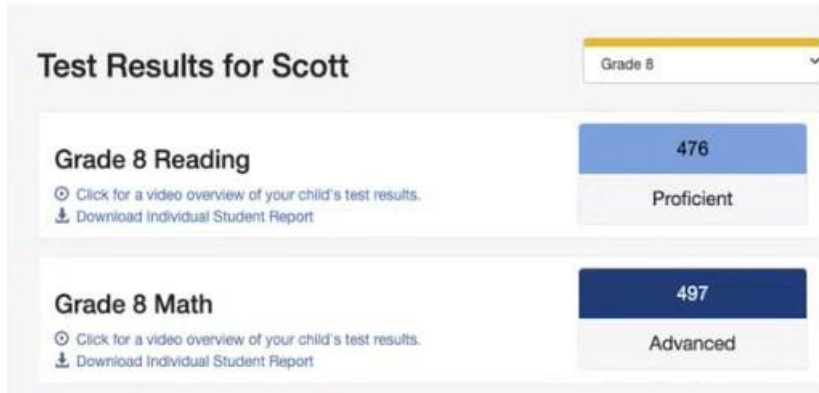 Test Results for Scott
Grade 8
Grade 8 Reading
Click for a video overview of your child's test results.
Download Individual Student Report
476
Proficient
Grade 8 Math
Click for a video overview of your child's test results.
Download Individual Student Report
497
Advanced